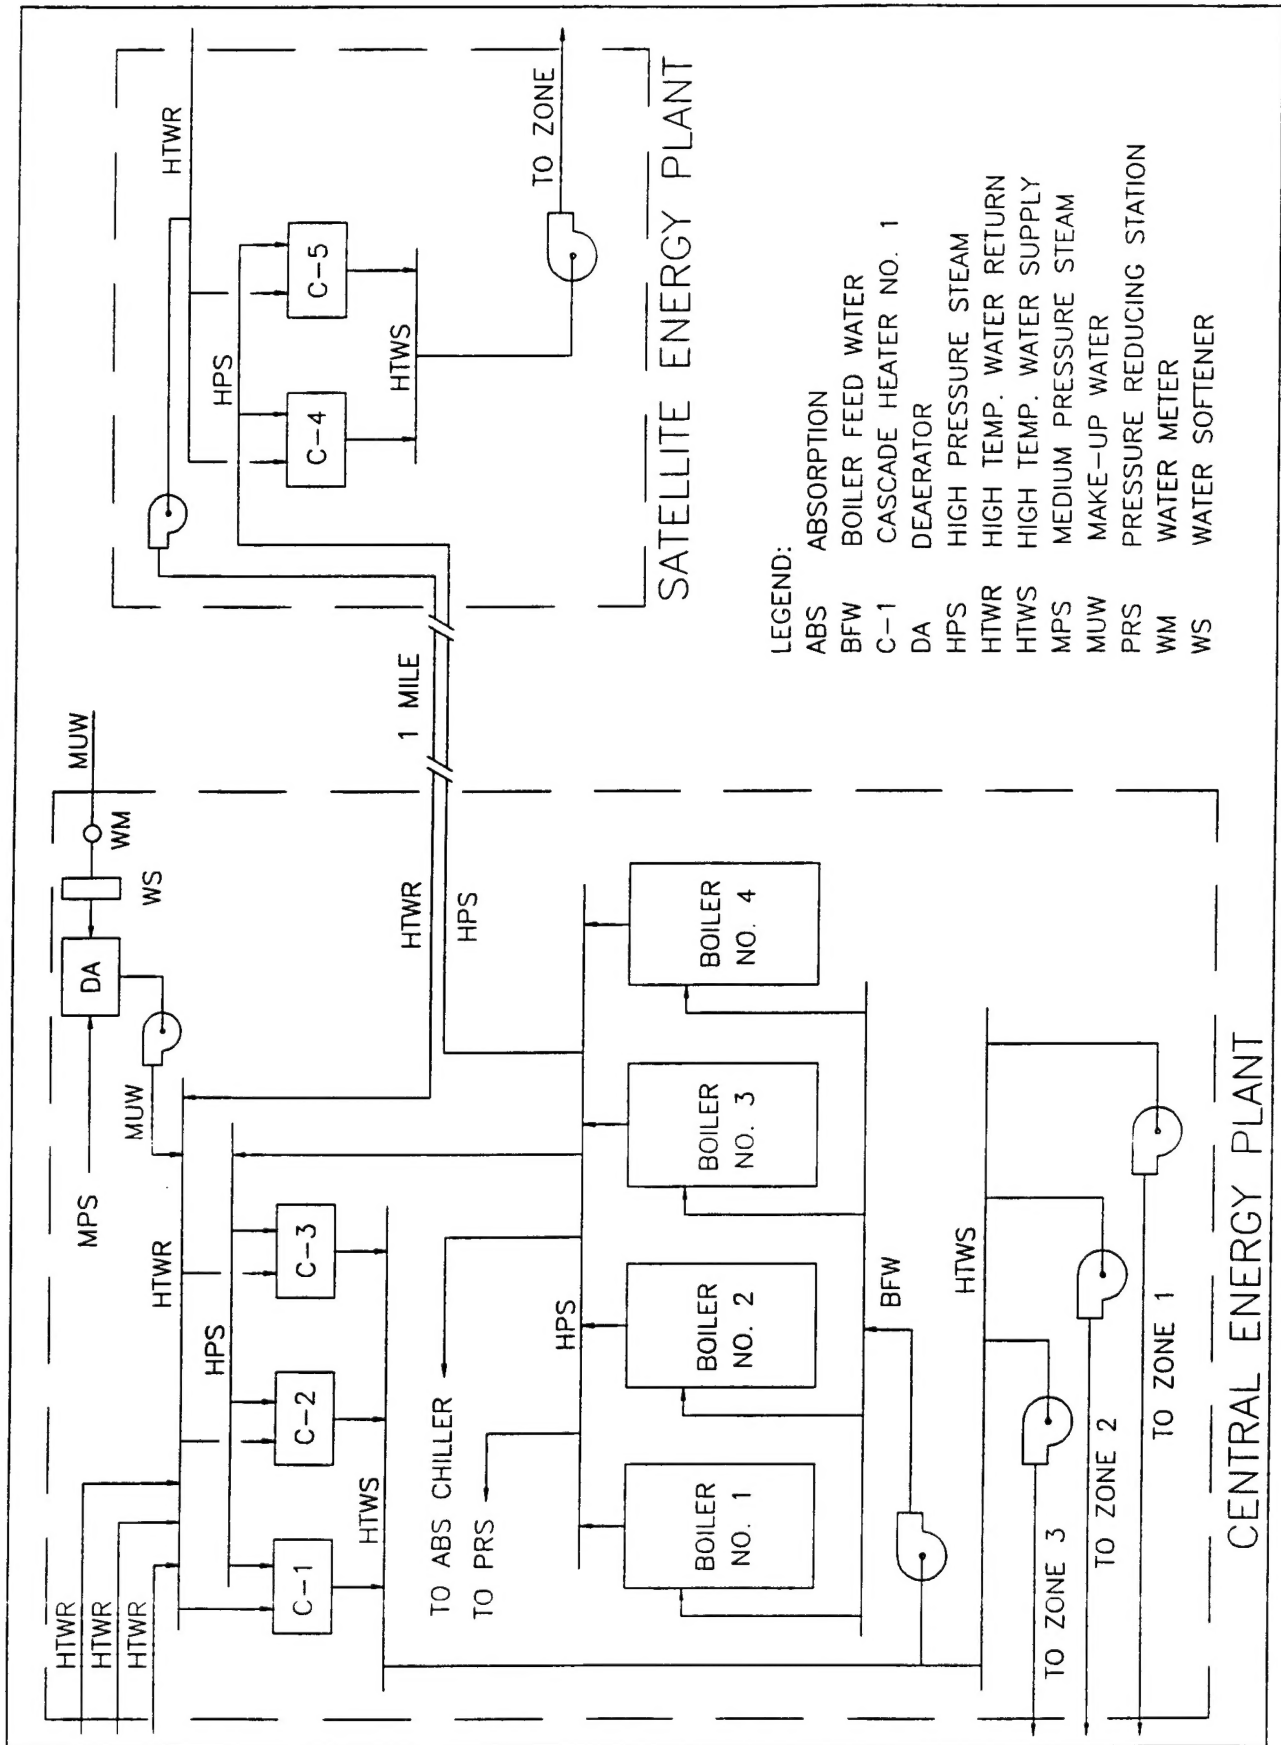 HTWR
HTWR
HTWR
MPS
DA
WS
WM
MUW
MUW
HTWR
HPS
C-1
C-2
C-3
HTWS
TO ABS CHILLER
TO PRS
HPS
BOILER
NO. 1
BOILER
NO. 2
BOILER
NO. 3
BOILER
NO. 4
BFW
HTWS
TO ZONE 3
TO ZONE 2
TO ZONE 1
CENTRAL ENERGY PLANT
HTWR
HPS
1 MILE
HTWR
HPS
C-4
C-5
HTWS
TO ZONE
SATELLITE ENERGY PLANT
LEGEND:
ABS ABSORPTION
BFW BOILER FEED WATER
C-1 CASCADE HEATER NO. 1
DA DEAERATOR
HPS HIGH PRESSURE STEAM
HTWR HIGH TEMP. WATER RETURN
HTWS HIGH TEMP. WATER SUPPLY
MPS MEDIUM PRESSURE STEAM
MUW MAKE-UP WATER
PRS PRESSURE REDUCING STATION
WM WATER METER
WS WATER SOFTENER